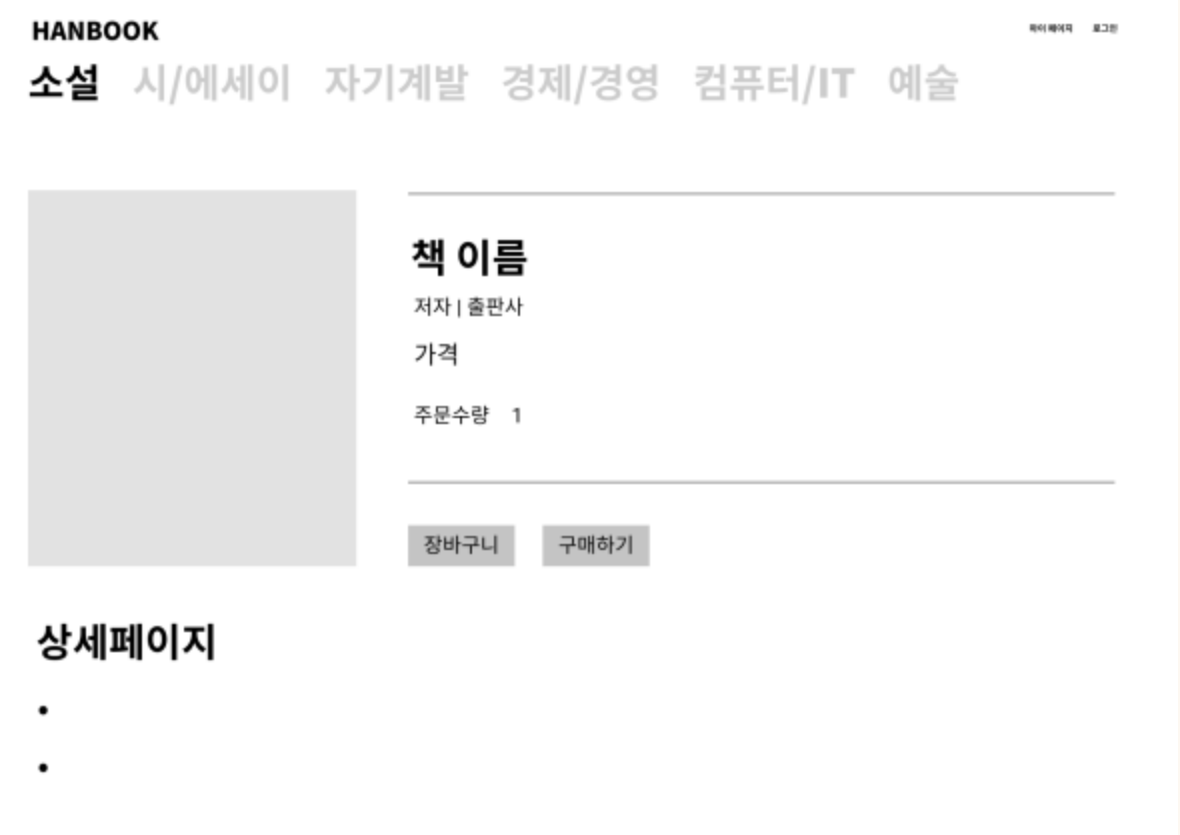 HANBOOK
마이 페이지 로그인
소설 시/에세이 자기계발 경제/경영 컴퓨터/IT 예술
책 이름
저자 | 출판사
가격
주문수량 1
장바구니 구매하기
상세페이지
•
•